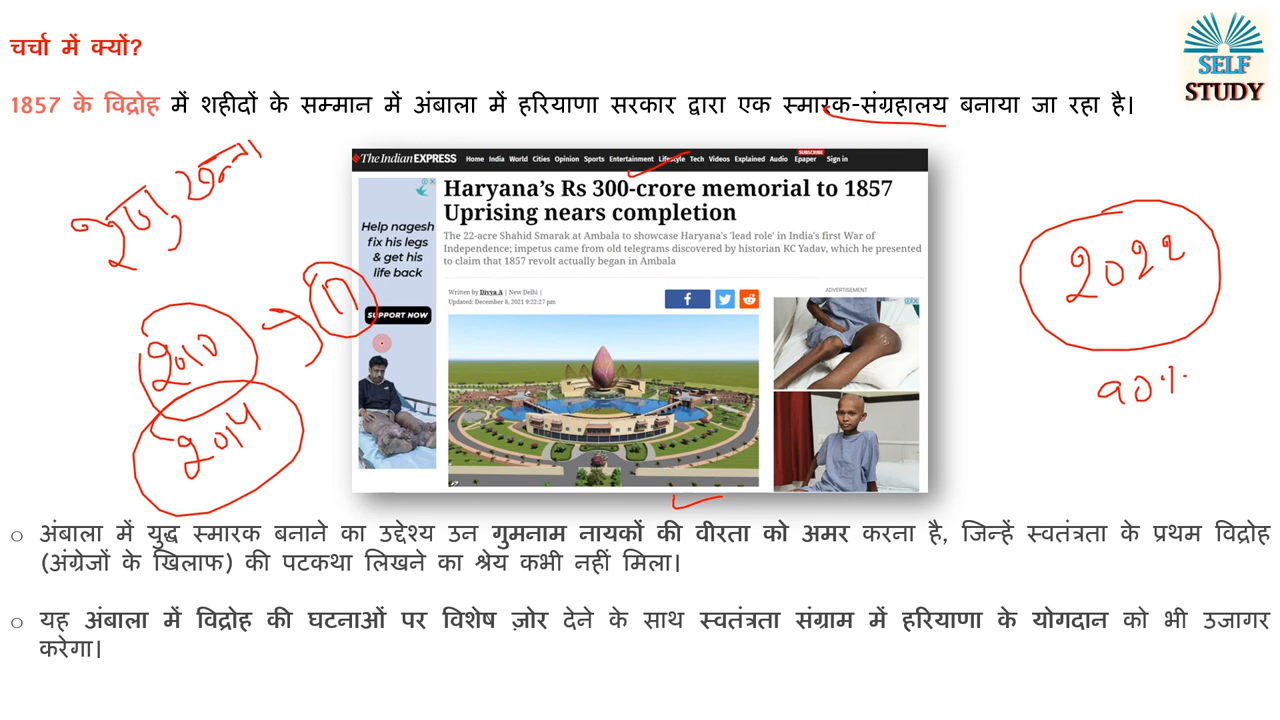 चर्चा में क्यों?
SELF
STUDY
1857 के विद्रोह में शहीदों के सम्मान में अंबाला में हरियाणा सरकार द्वारा एक स्मारक-संग्रहालय बनाया जा रहा है।
The Indian EXPRESS Home India World Cities Opinion Sports Entertainment Lifestyle Tech Videos Explained Audio Epaper SUBSCRIBE Sign in
Haryana's Rs 300-crore memorial to 1857
Uprising nears completion
The 22-acre Shahid Smarak at Ambala to showcase Haryana's 'lead role' in India's first War of
Independence; impetus came from old telegrams discovered by historian KC Yadav, which he presented
to claim that 1857 revolt actually began in Ambala
Written by Divya A | New Delhi |
Updated: December 8, 2021 9:22:27 pm
ADVERTISEMENT
Help nagesh
fix his legs
& get his
life back
SUPPORT NOW
2022
90%
2010
2014
अंबाला में युद्ध स्मारक बनाने का उद्देश्य उन गुमनाम नायकों की वीरता को अमर करना है, जिन्हें स्वतंत्रता के प्रथम विद्रोह
(अंग्रेजों के खिलाफ) की पटकथा लिखने का श्रेय कभी नहीं मिला।
यह अंबाला में विद्रोह की घटनाओं पर विशेष ज़ोर देने के साथ स्वतंत्रता संग्राम में हरियाणा के योगदान को भी उजागर
करेगा।